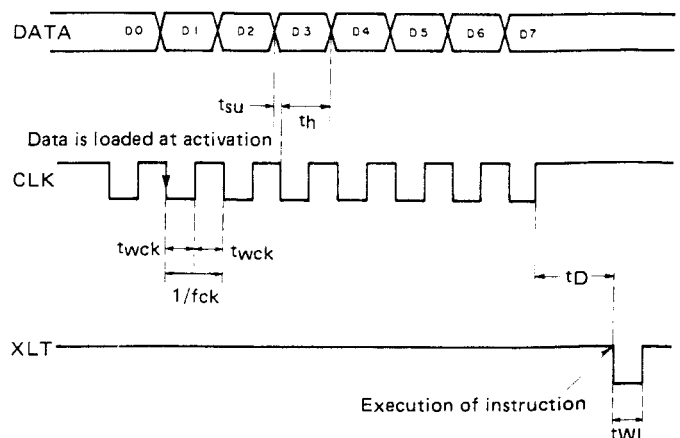 DATA D0 D1 D2 D3 D4 D5 D6 D7
tsu th
Data is loaded at activation
CLK
twck twck
1/fck
tD
XLT
Execution of instruction
tWL